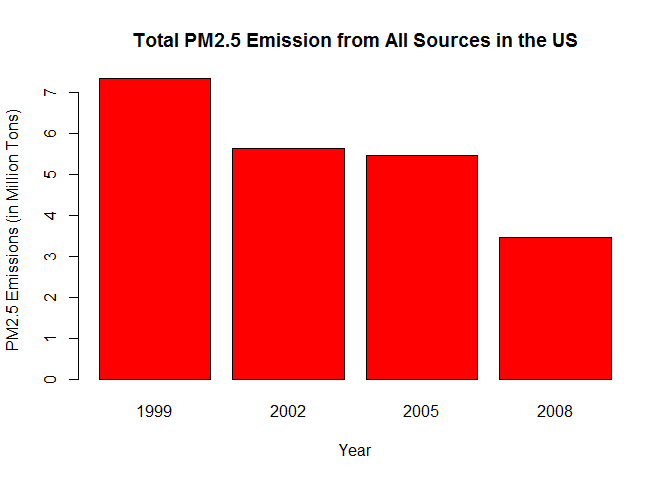 Total PM2.5 Emission from All Sources in the US
PM2.5 Emissions (in Million Tons)
7
6
5
4
3
2
1
0
1999 2002 2005 2008
Year